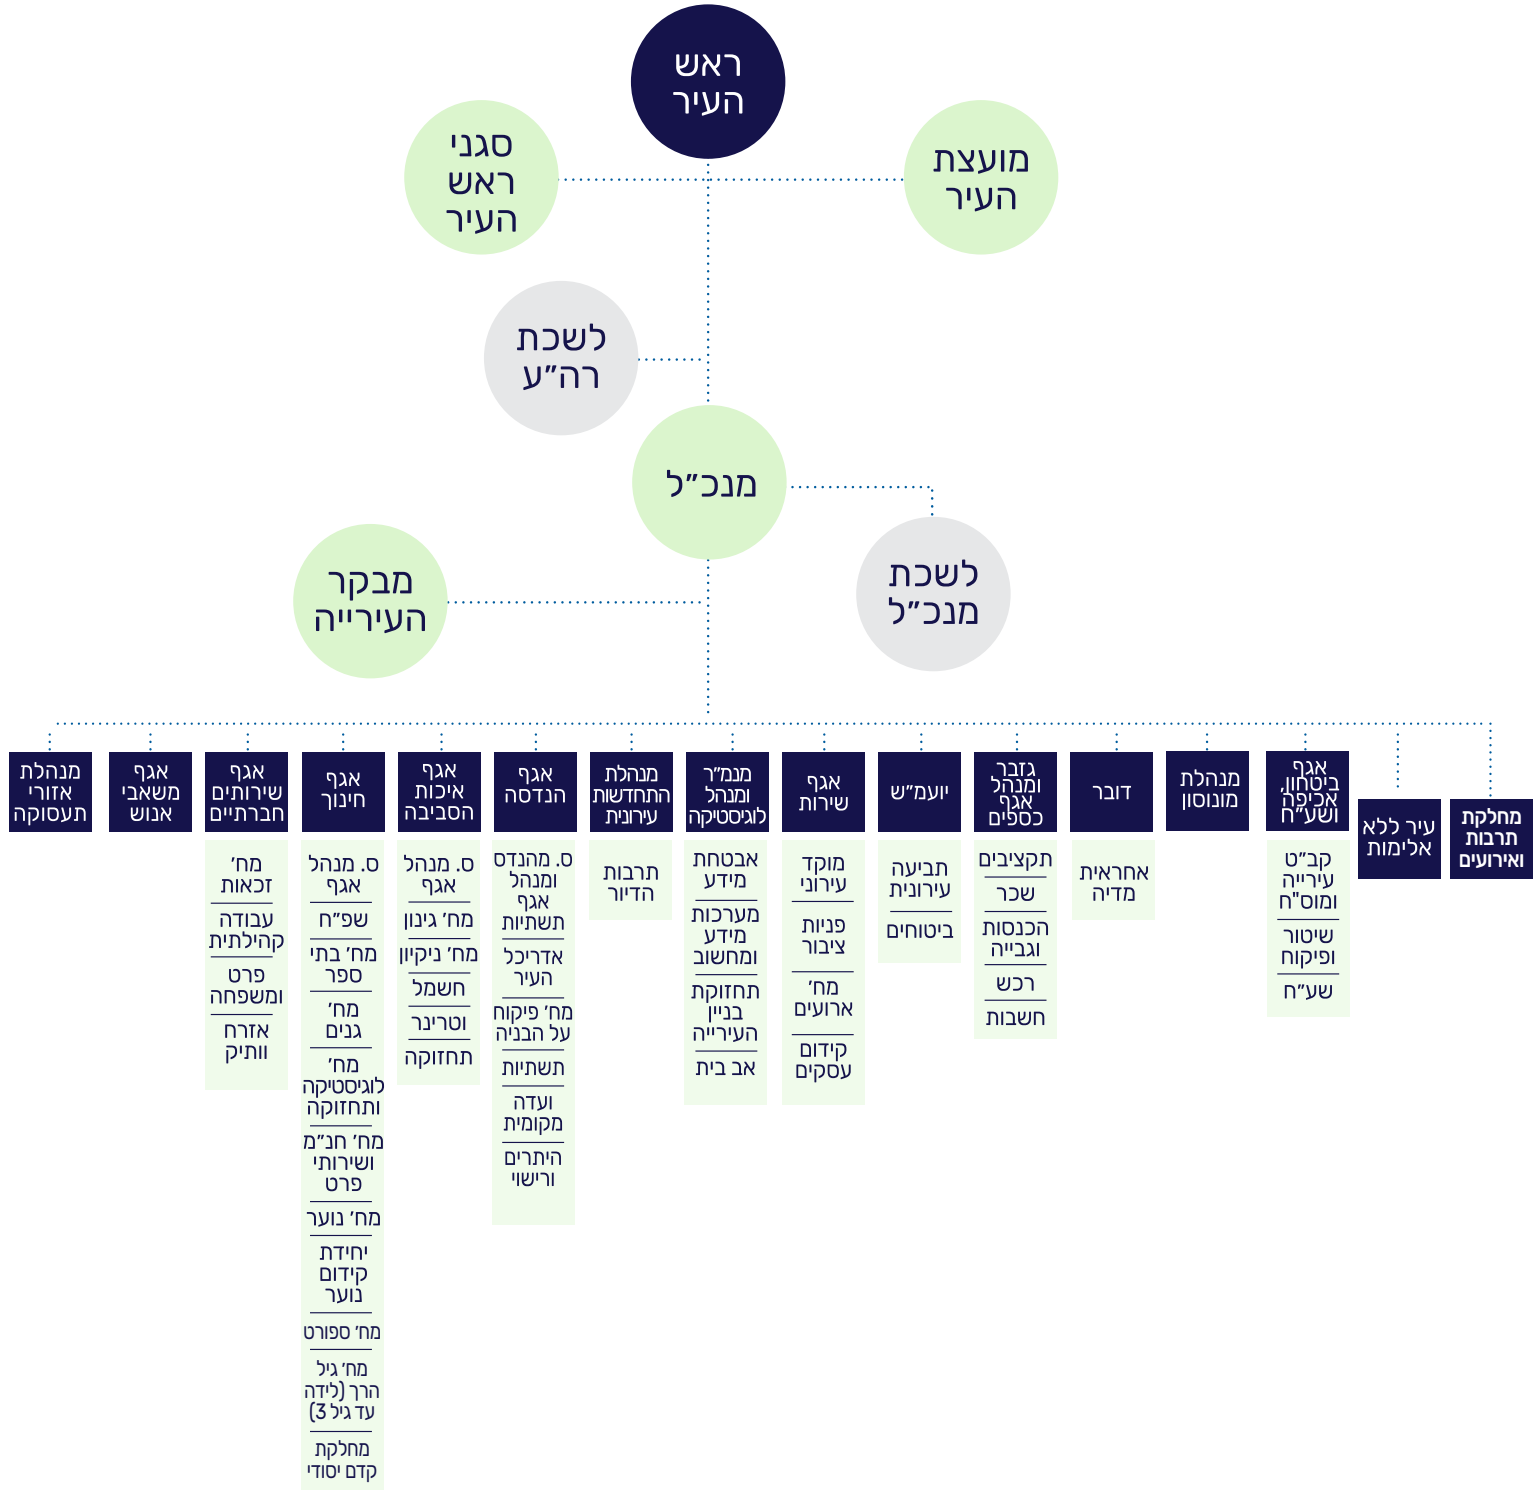 ראש
העיר
מועצת
העיר
סגני
ראש
העיר
לשכת
רה״ע
מנכ״ל
לשכת
מנכ״ל
מבקר
העירייה
מחלקת
תרבות
ואירועים
עיר ללא
אלימות
אגף
ביטחון,
אכיפה,
ושע״ח
קב״ט
עירייה
ומוס"ח
שיטור
ופיקוח
שע״ח
מנהלת
מונוסון
דובר
אחראית
מדיה
גזבר
ומנהל
אגף
כספים
תקציבים
שכר
הכנסות
וגבייה
רכש
חשבות
יועמ״ש
תביעה
עירונית
ביטוחים
אגף
שירות
מוקד
עירוני
פניות
ציבור
מח׳
ארועים
קידום
עסקים
מנמ״ר
ומנהל
לוגיסטיקה
אבטחת
מידע
מערכות
מידע
ומחשוב
תחזוקת
בניין
העירייה
אב בית
מנהלת
התחדשות
עירונית
תרבות
הדיור
אגף
הנדסה
ס. מהנדס
ומנהל
אגף
תשתיות
אדריכל
העיר
מח׳ פיקוח
על הבניה
תשתיות
ועדה
מקומית
היתרים
ורישוי
אגף
איכות
הסביבה
ס. מנהל
אגף
מח׳ גינון
מח׳ ניקיון
חשמל
וטרינר
תחזוקה
אגף
חינוך
ס. מנהל
אגף
שפ״ח
מח׳ בתי
ספר
מח׳
גנים
מח׳
לוגיסטיקה
ותחזוקה
מח׳ חנ״מ
ושירותי
פרט
מח׳ נוער
יחידת
קידום
נוער
מח׳ ספורט
מח׳ גיל
הרך (לידה
עד גיל 3)
מחלקת
קדם יסודי
אגף
שירותים
חברתיים
מח׳
זכאות
עבודה
קהילתית
פרט
ומשפחה
אזרח
וותיק
אגף
משאבי
אנוש
מנהלת
אזורי
תעסוקה